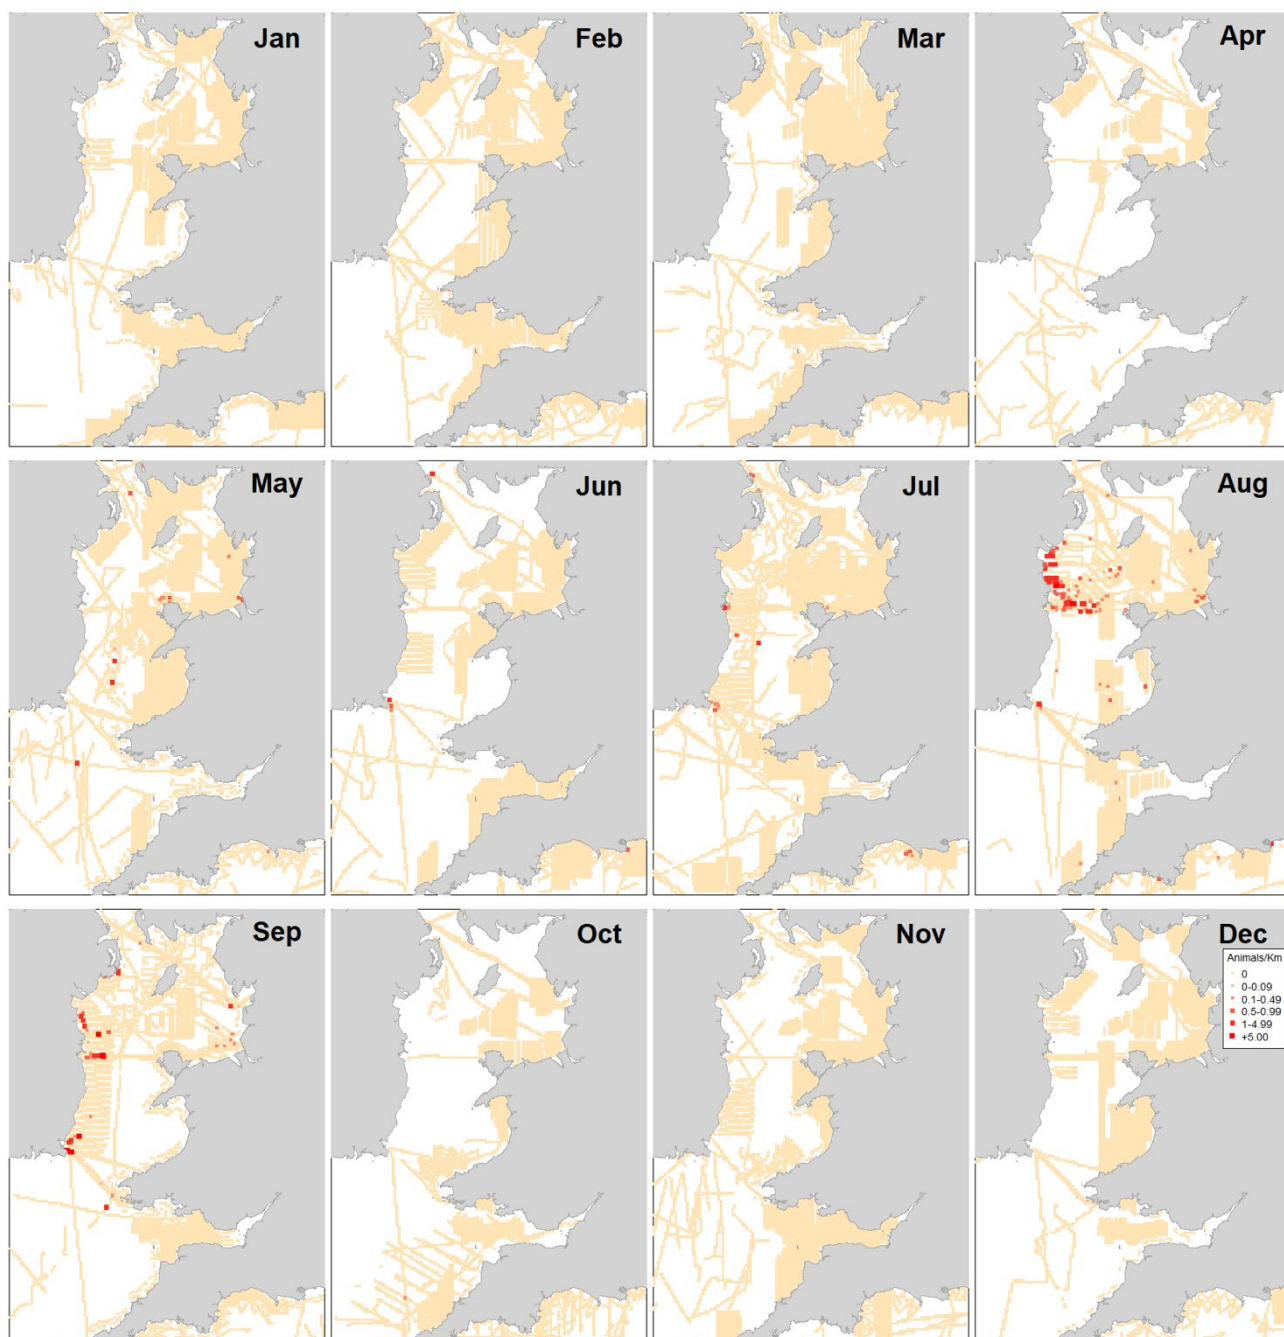 Jan
Feb
Mar
Apr
May
Jun
Jul
Aug
Sep
Oct
Nov
Dec
Animals/Km
0
0-0.09
0.1-0.49
0.5-0.99
1-4.99
+5.00